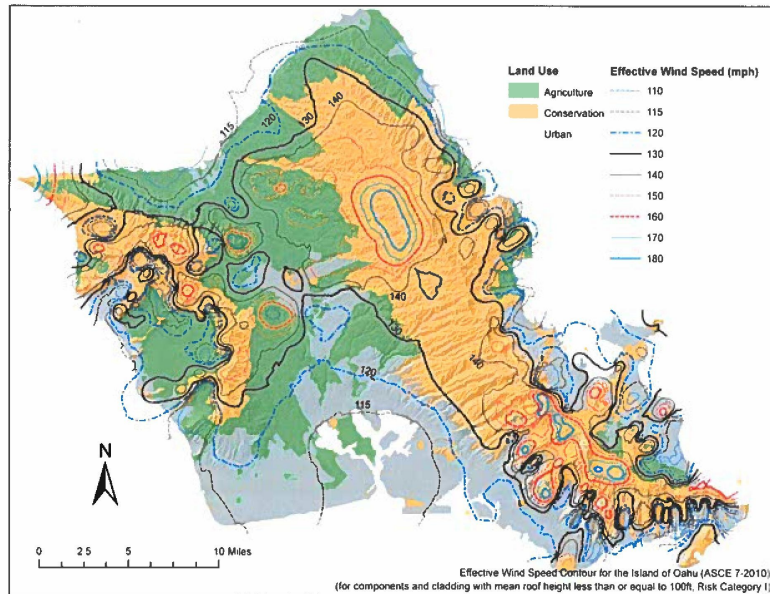 Land Use
Agriculture
Conservation
Urban
Effective Wind Speed (mph)
110
115
120
130
140
150
160
170
180
115
120
130
140
140
140
120
115
N
0 2.5 5 10 Miles
Effective Wind Speed Contour for the Island of Oahu (ASCE 7-2010)
(for components and cladding with mean roof height less than or equal to 100ft, Risk Category I)